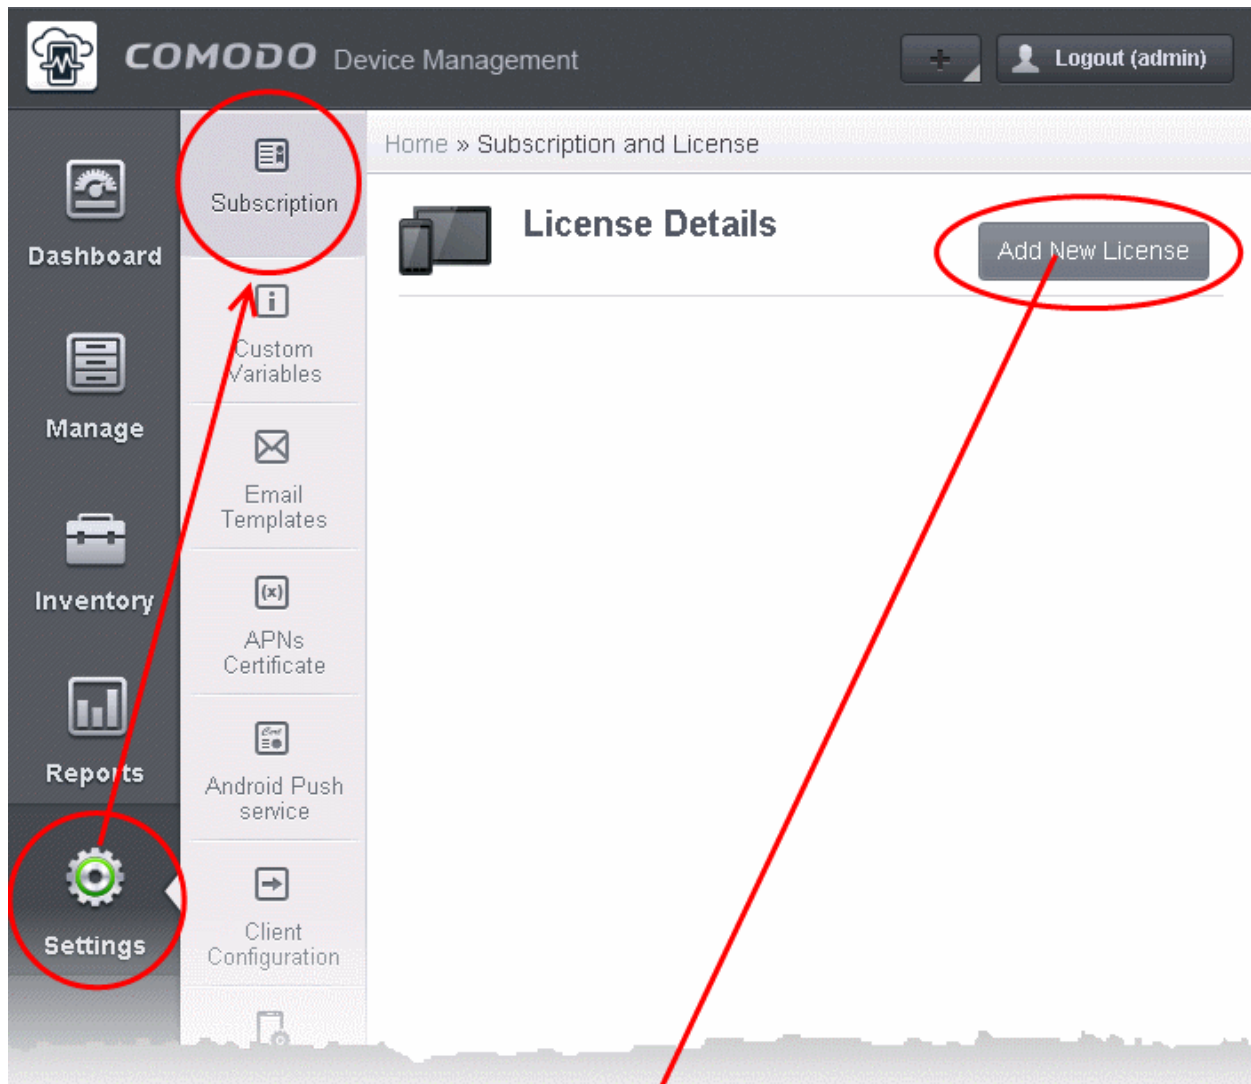 COMODO Device Management
+
Logout (admin)
Dashboard
Manage
Inventory
Reports
Settings
Subscription
Custom
Variables
Email
Templates
(x)
APNs
Certificate
Cert
Android Push
service
Client
Configuration
Home » Subscription and License
License Details
Add New License